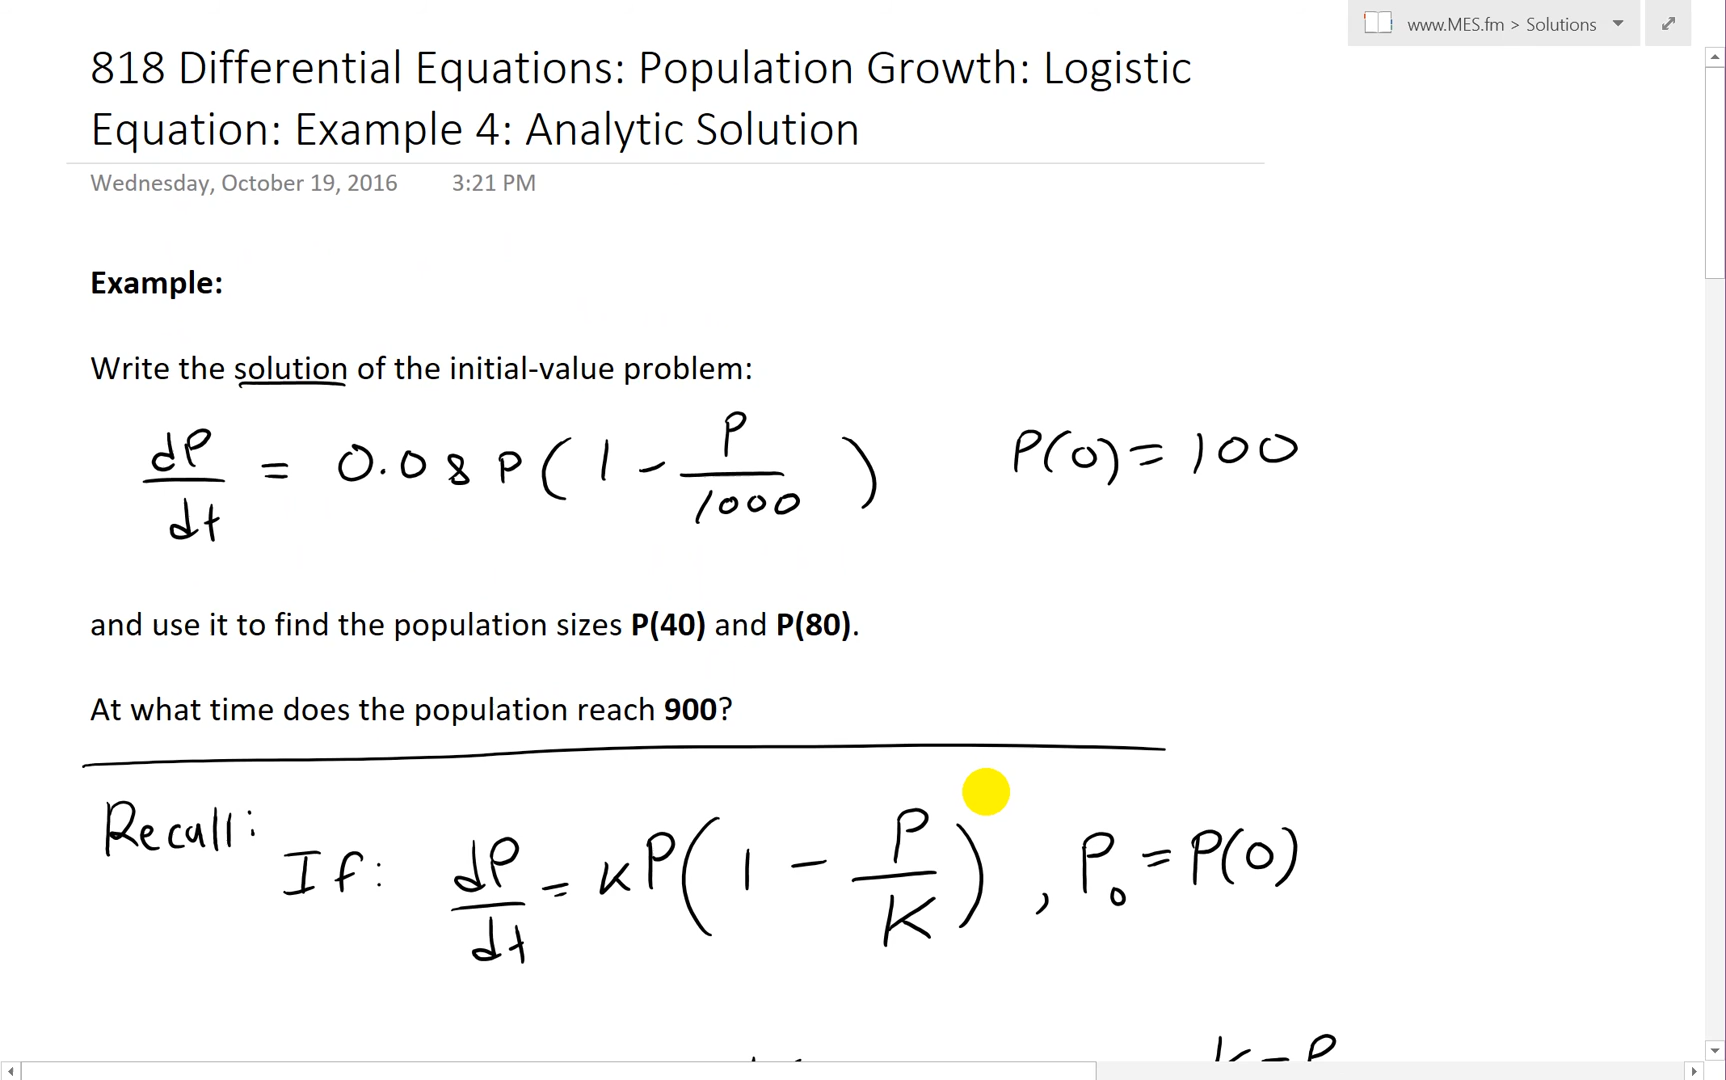 www.MES.fm > Solutions
818 Differential Equations: Population Growth: Logistic
Equation: Example 4: Analytic Solution
Wednesday, October 19, 2016 3:21 PM
Example:
Write the solution of the initial-value problem:
dP/dt = 0.08P(1 - P/1000) P(0) = 100
and use it to find the population sizes P(40) and P(80).
At what time does the population reach 900?
Recall:
If: dP/dt = kP(1 - P/K), P₀ = P(0)